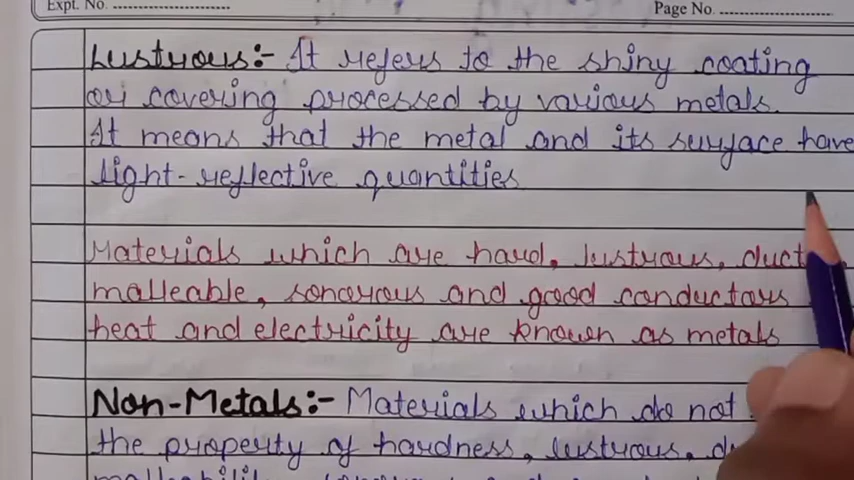 Expt. No.
Page No.
Lustrous:- It refers to the shiny coating
or covering processed by various metals.
It means that the metal and its surface have
light-reflective quantities
Materials which are hard, lustrous, duct
malleable, sonorous and good conductors
heat and electricity are known as metals
Non-Metals:- Materials which do not
the property of hardness, lustrous, d